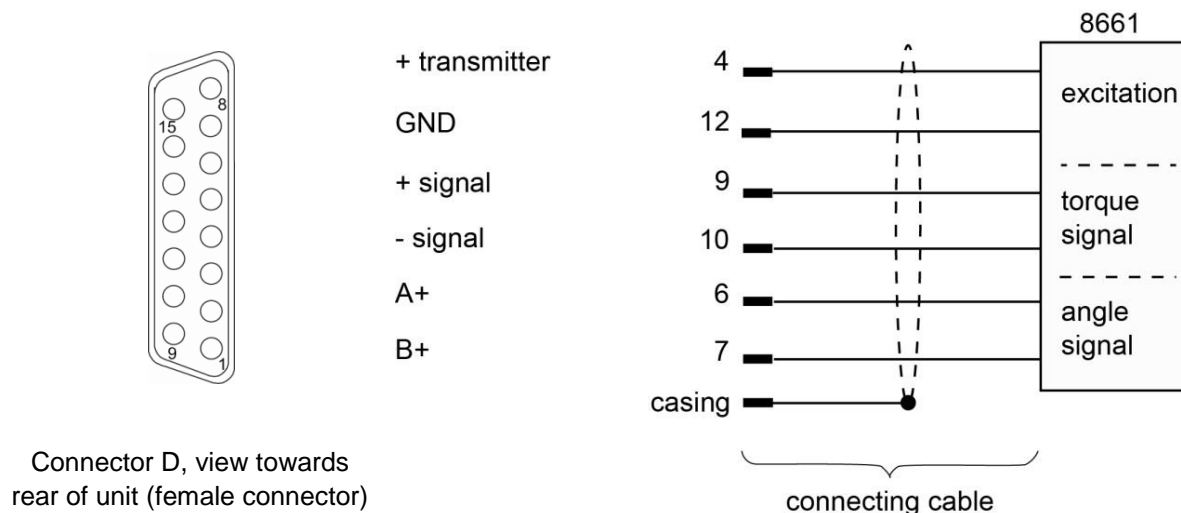 8
15
9
1
Connector D, view towards
rear of unit (female connector)
+ transmitter
GND
+ signal
- signal
A+
B+
4
12
9
10
6
7
casing
connecting cable
8661
excitation
torque
signal
angle
signal